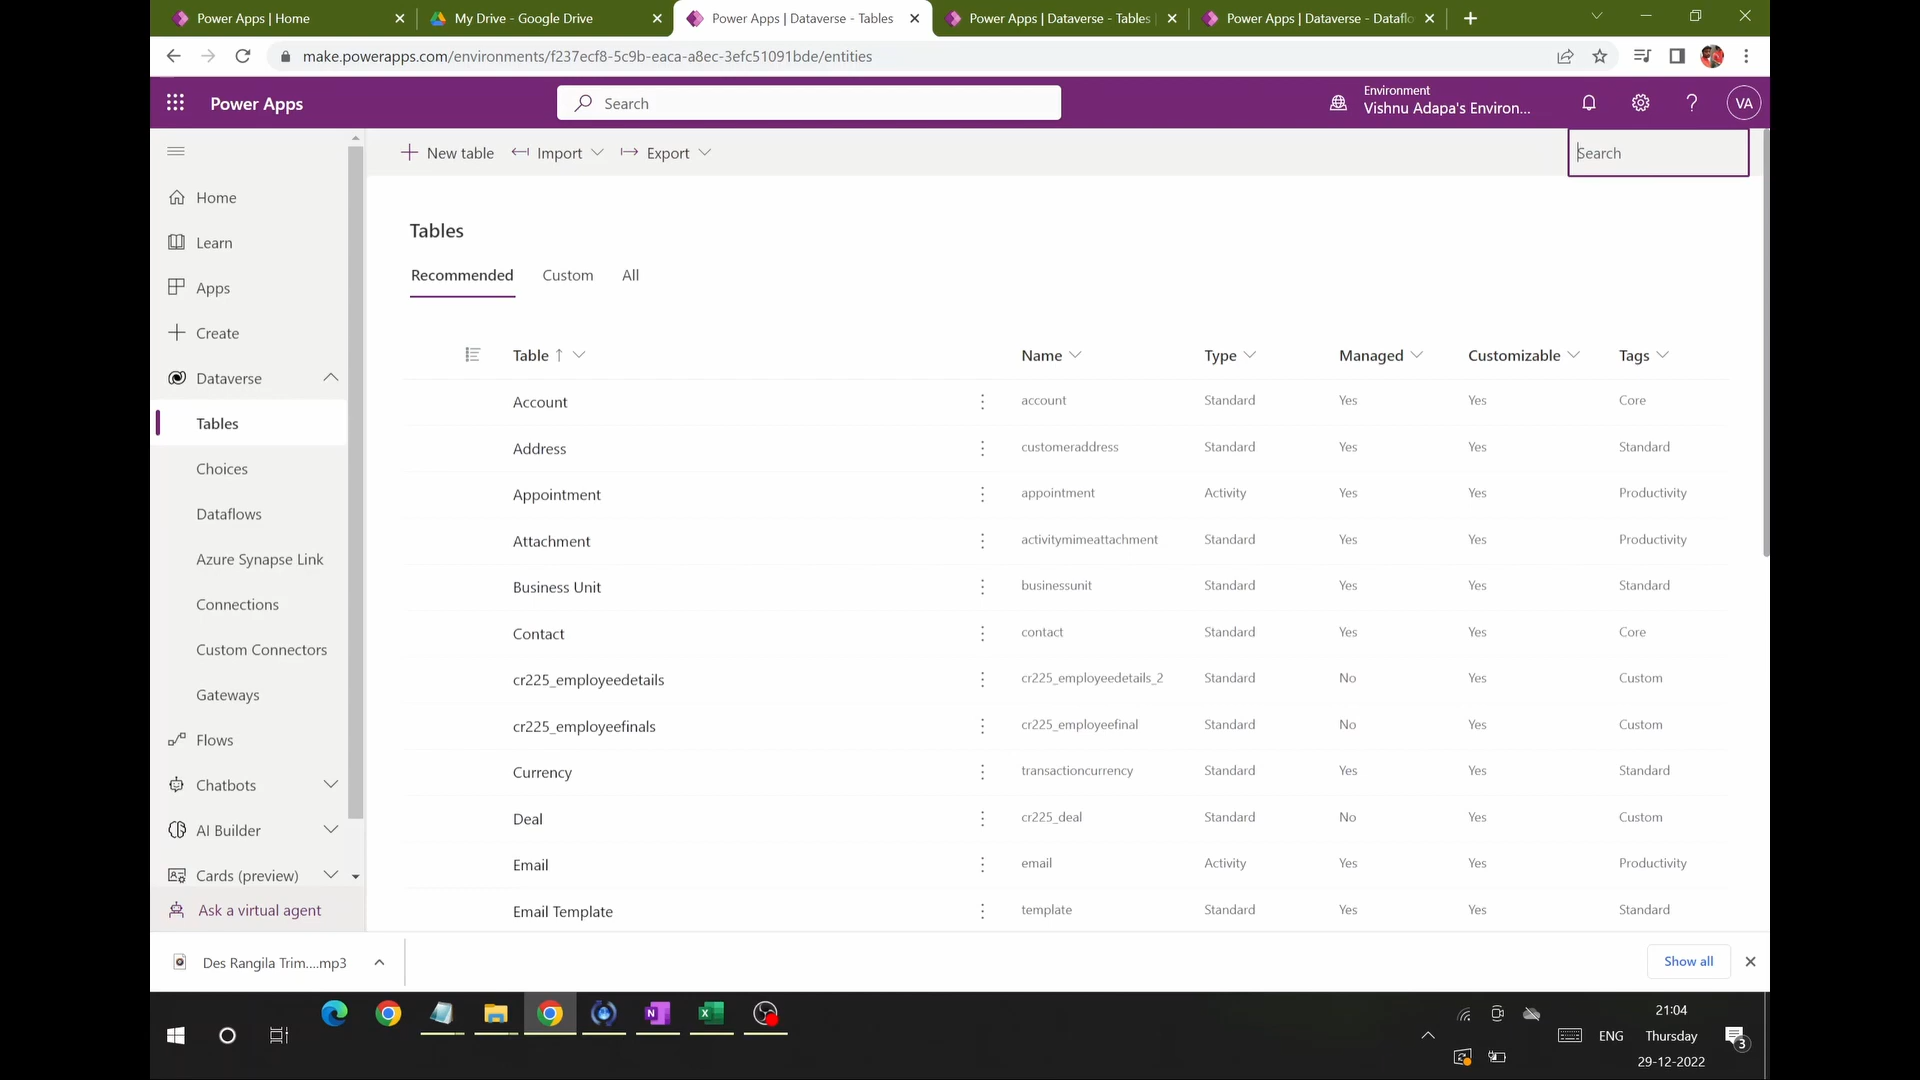 Power Apps | Home
My Drive - Google Drive
Power Apps | Dataverse - Tables
Power Apps | Dataverse - Tables
Power Apps | Dataverse - Dataflo
make.powerapps.com/environments/f237ecf8-5c9b-eaca-a8ec-3efc51091bde/entities
Power Apps
Search
Environment
Vishnu Adapa's Environ...
VA
New table
Import
Export
Search
Home
Learn
Apps
Create
Dataverse
Tables
Choices
Dataflows
Azure Synapse Link
Connections
Custom Connectors
Gateways
Flows
Chatbots
AI Builder
Cards (preview)
Ask a virtual agent
Tables
Recommended Custom All
Table ↑ Name Type Managed Customizable Tags
Account account Standard Yes Yes Core
Address customeraddress Standard Yes Yes Standard
Appointment appointment Activity Yes Yes Productivity
Attachment activitymimeattachment Standard Yes Yes Productivity
Business Unit businessunit Standard Yes Yes Standard
Contact contact Standard Yes Yes Core
cr225_employeedetails cr225_employeedetails_2 Standard No Yes Custom
cr225_employeefinals cr225_employeefinal Standard No Yes Custom
Currency transactioncurrency Standard Yes Yes Standard
Deal cr225_deal Standard No Yes Custom
Email email Activity Yes Yes Productivity
Email Template template Standard Yes Yes Standard
Des Rangila Trim....mp3
Show all
21:04
ENG Thursday
29-12-2022
3